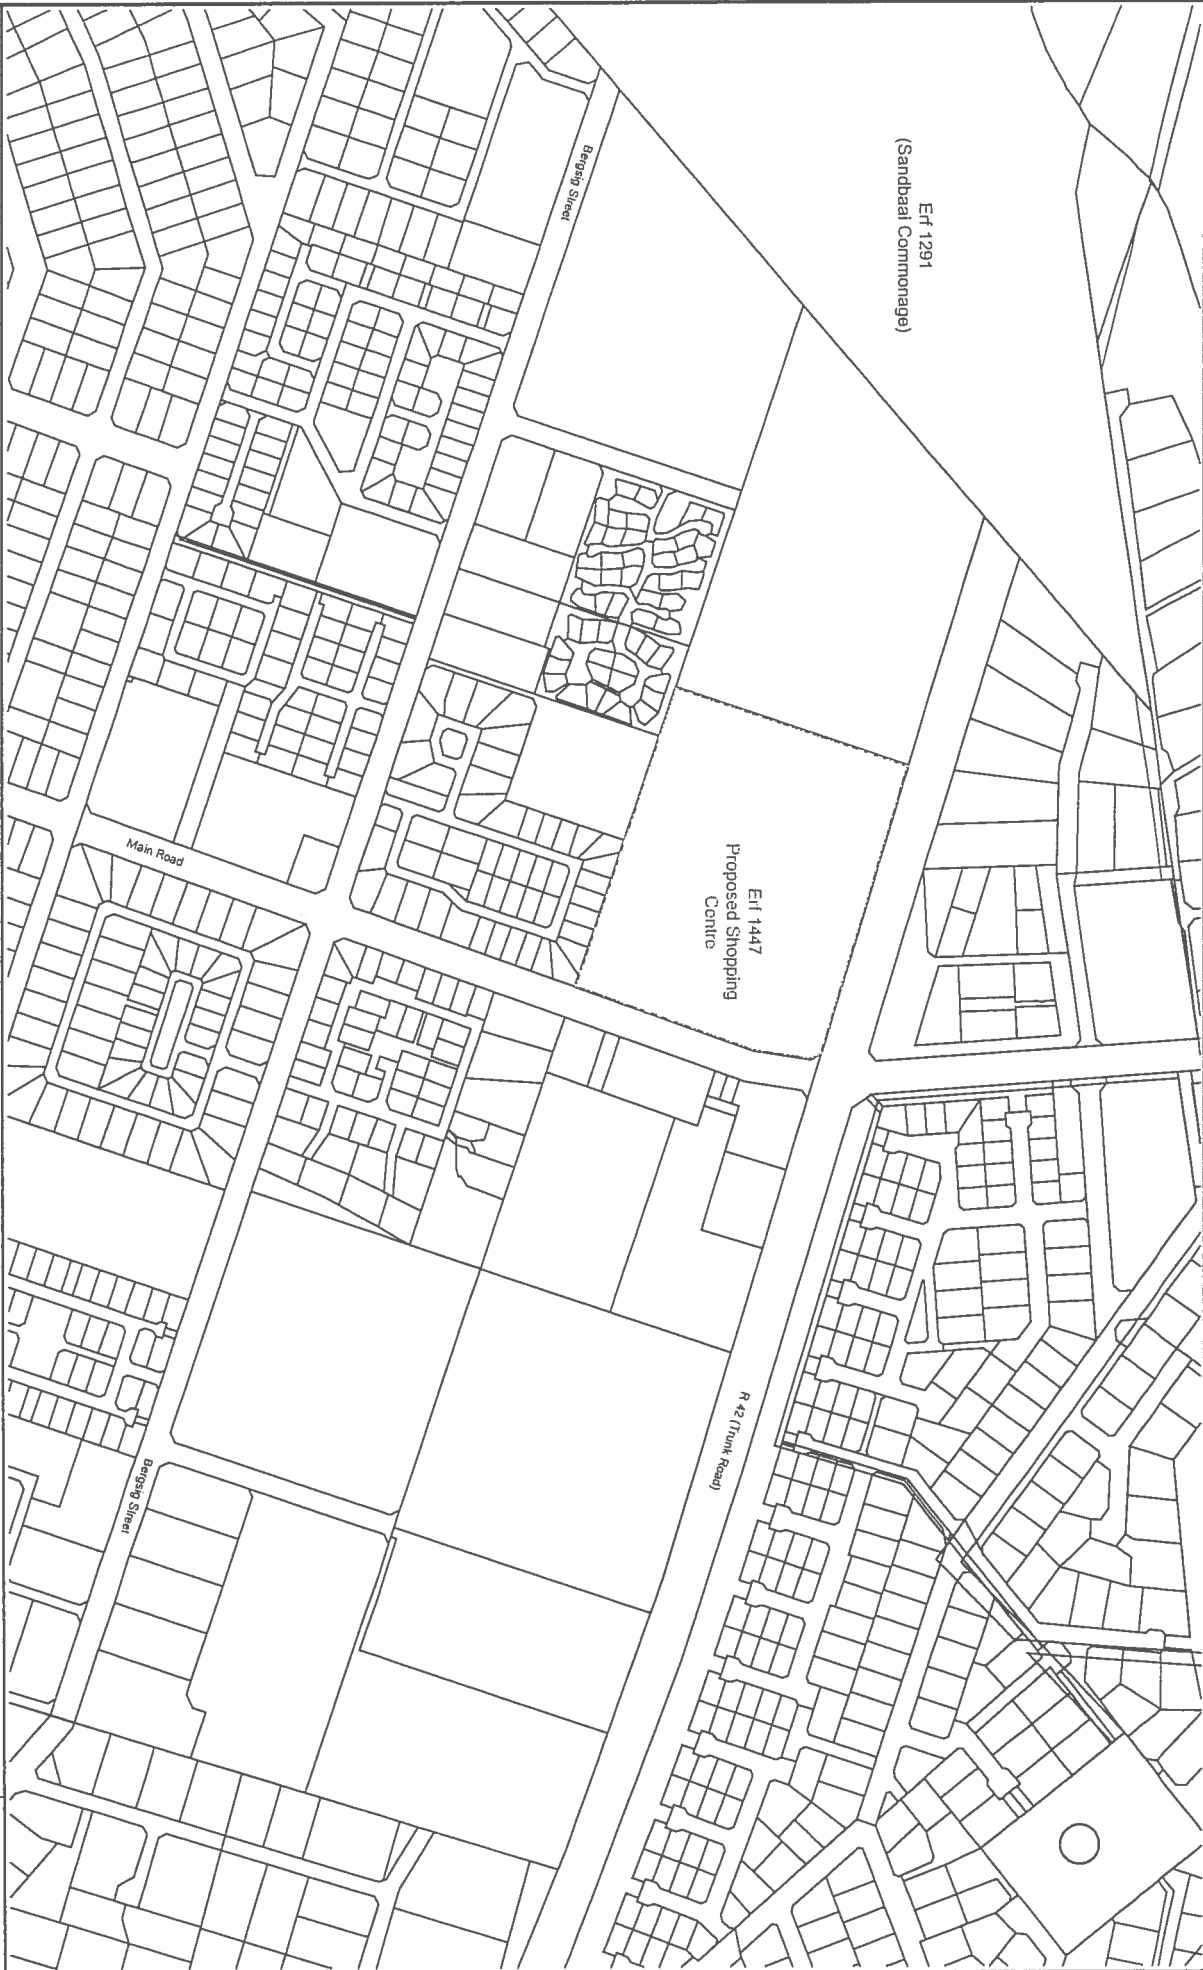 Erf 1291
(Sandbaai Commonage)
Bergsig Street
Erf 1447
Proposed Shopping
Centre
Main Road
R 42 (Trunk Road)
Bergsig Street